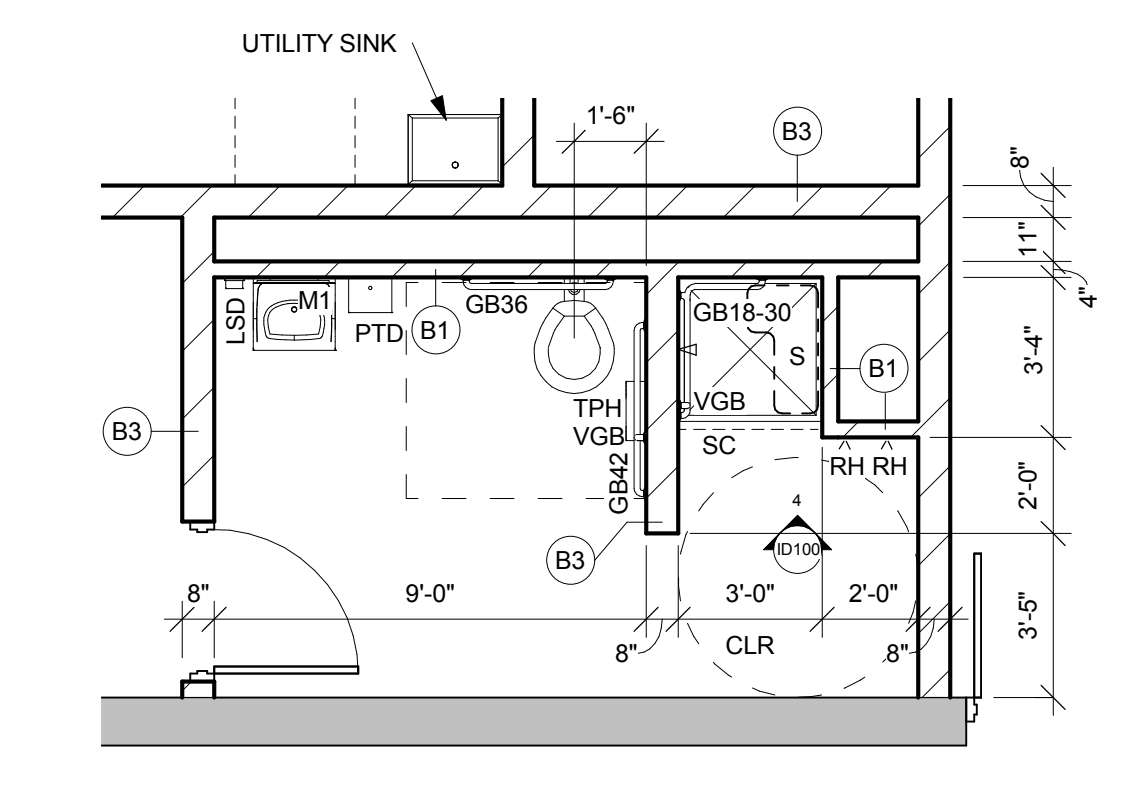 UTILITY SINK
1'-6"
B3
8"
11"
4"
LSD
M1
PTD
B1
GB36
GB18-30
S
B1
3'-4"
TPH
VGB
VGB
B3
GB42
SC
RH RH
2'-0"
4
ID100
B3
8"
9'-0"
3'-0"
2'-0"
3'-5"
8"
CLR
8"